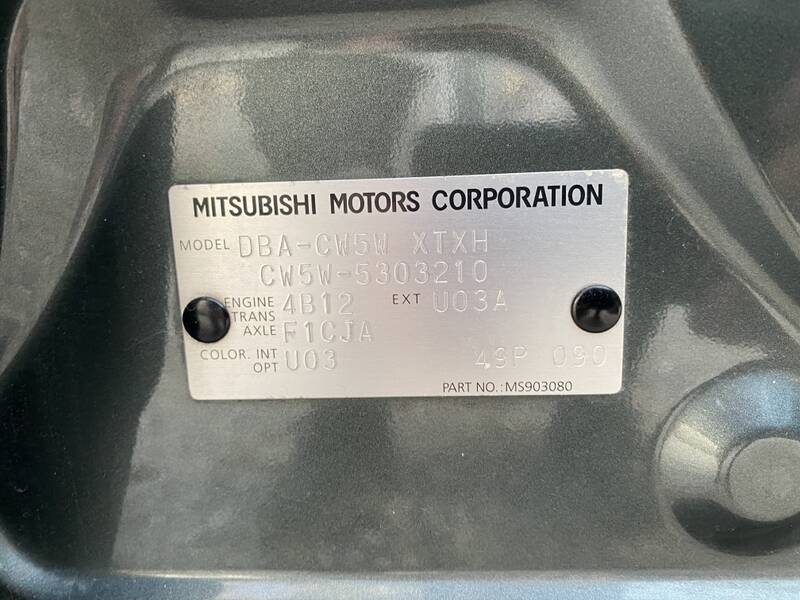 MITSUBISHI MOTORS CORPORATION
MODEL DBA-CW5W XTXH
CW5W-5303210
ENGINE 4B12 EXT U03A
TRANS
AXLE F1CJA
COLOR. INT
OPT U03 49P 090
PART NO.: MS903080